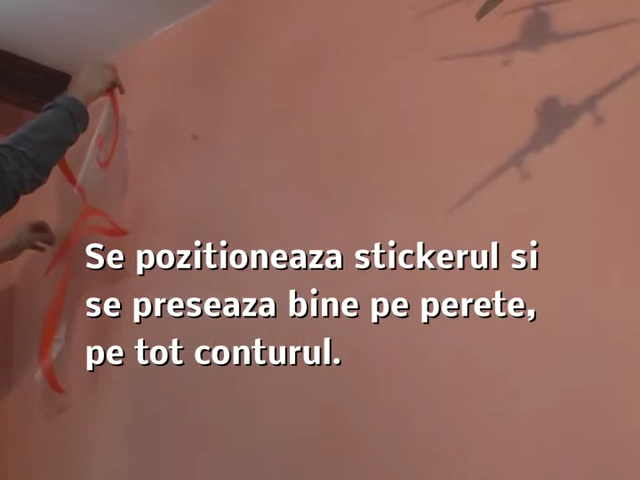 Se pozitioneaza stickerul si
se preseaza bine pe perete,
pe tot conturul.